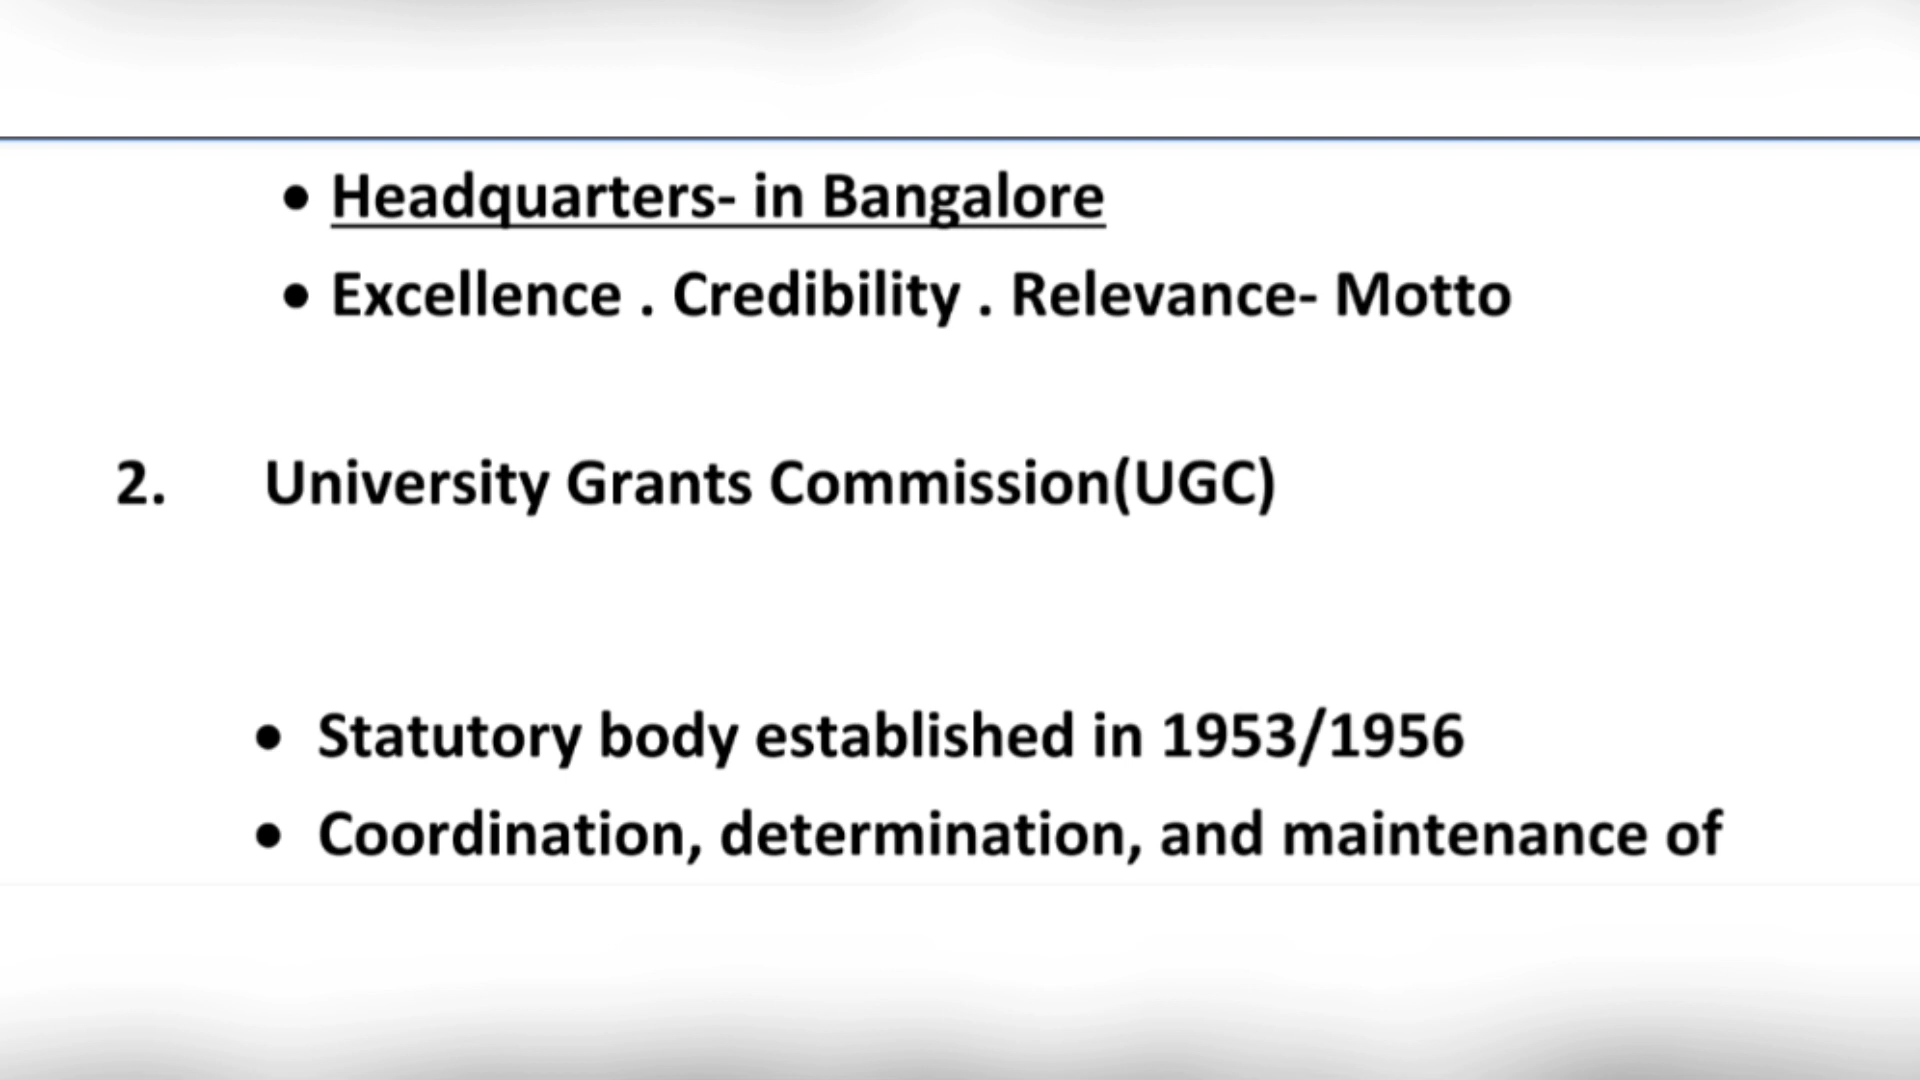 • Headquarters- in Bangalore
• Excellence . Credibility . Relevance- Motto
2. University Grants Commission(UGC)
• Statutory body established in 1953/1956
• Coordination, determination, and maintenance of